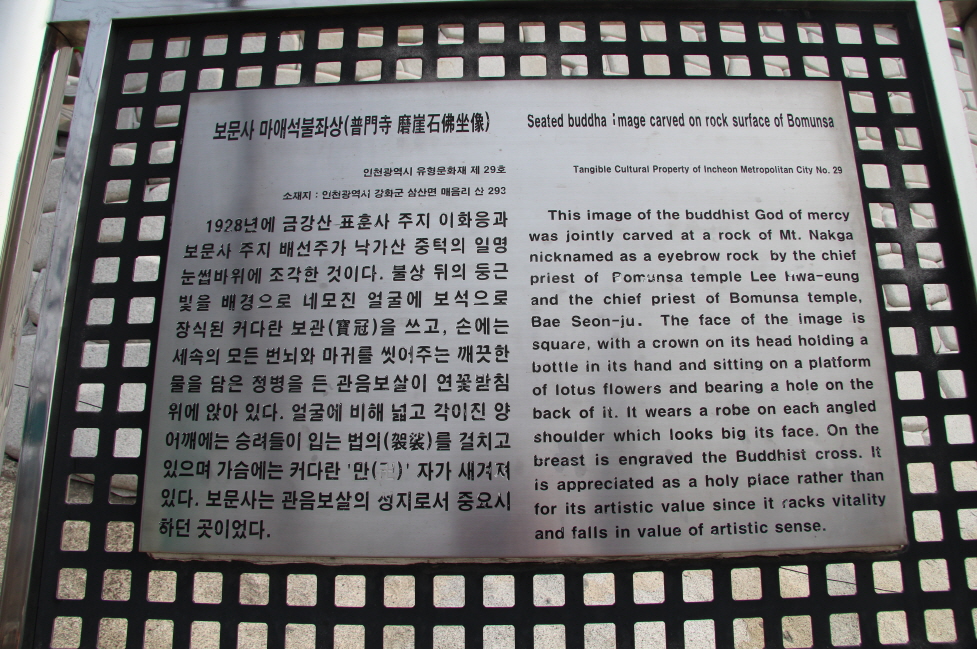 보문사 마애석불좌상(普門寺 磨崖石佛坐像)
인천광역시 유형문화재 제 29호
소재지 : 인천광역시 강화군 삼산면 매음리 산 293
1928년에 금강산 표훈사 주지 이화응과
보문사 주지 배선주가 낙가산 중턱의 일명
눈썹바위에 조각한 것이다. 불상 뒤의 둥근
빛을 배경으로 네모진 얼굴에 보석으로
장식된 커다란 보관(寶冠)을 쓰고, 손에는
세속의 모든 번뇌와 마귀를 씻어주는 깨끗한
물을 담은 정병을 든 관음보살이 연꽃받침
위에 앉아 있다. 얼굴에 비해 넓고 각이진 양
어깨에는 승려들이 입는 법의(袈裟)를 걸치고
있으며 가슴에는 커다란 '만( )' 자가 새겨져
있다. 보문사는 관음보살의 성지로서 중요시
하던 곳이었다.
Seated buddha image carved on rock surface of Bomunsa
Tangible Cultural Property of Incheon Metropolitan City No. 29
This image of the buddhist God of mercy
was jointly carved at a rock of Mt. Nakga
nicknamed as a eyebrow rock by the chief
priest of Pomunsa temple Lee Hwa-eung
and the chief priest of Bomunsa temple,
Bae Seon-ju. The face of the image is
square, with a crown on its head holding a
bottle in its hand and sitting on a platform
of lotus flowers and bearing a hole on the
back of it. It wears a robe on each angled
shoulder which looks big its face. On the
breast is engraved the Buddhist cross. It
is appreciated as a holy place rather than
for its artistic value since it racks vitality
and falls in value of artistic sense.